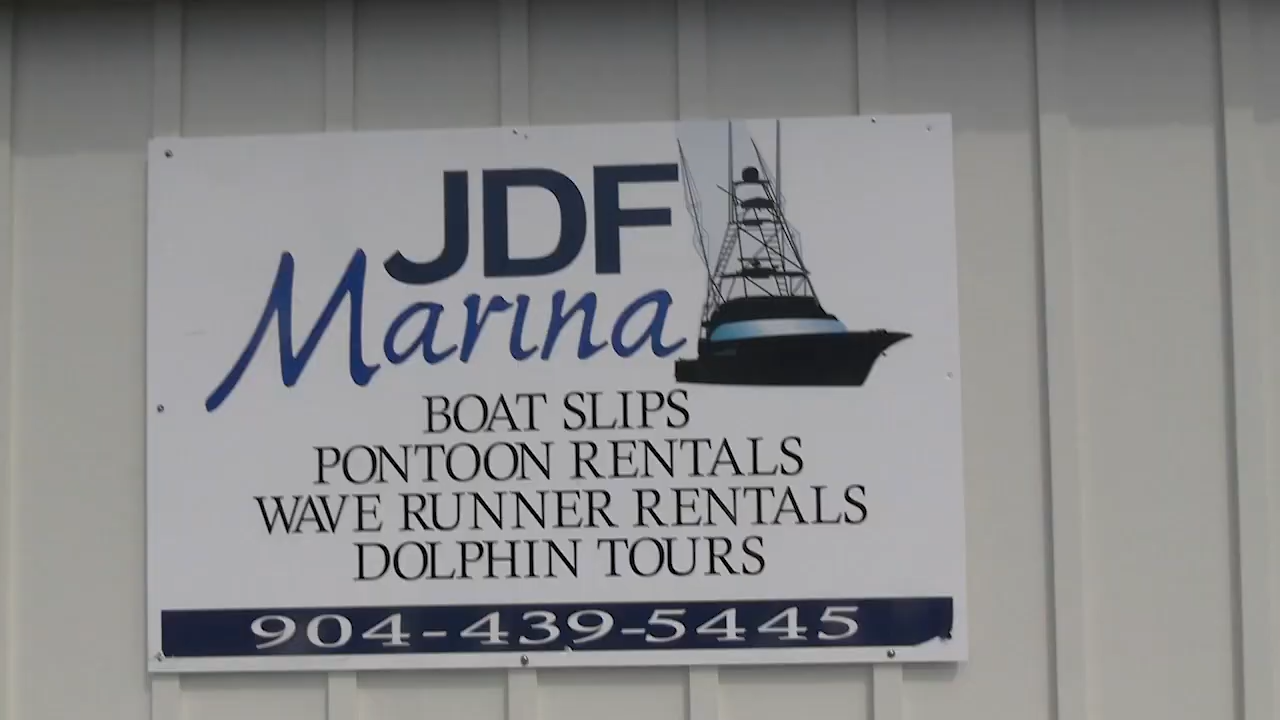 JDF
Marina
BOAT SLIPS
PONTOON RENTALS
WAVE RUNNER RENTALS
DOLPHIN TOURS
904-439-5445